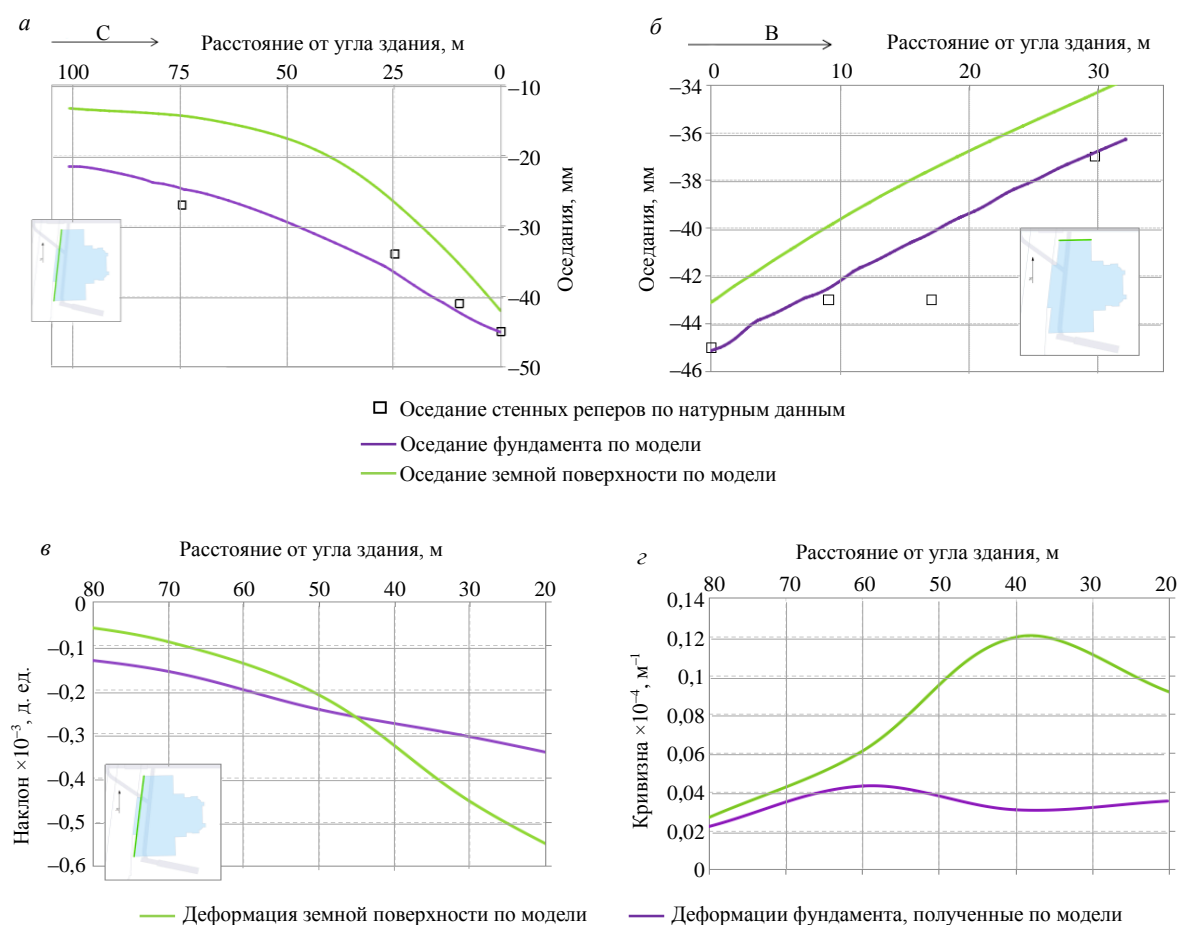 а
С
Расстояние от угла здания, м
100 75 50 25 0
–10
–20
–30
–40
–50
Оседания, мм
б
В
Расстояние от угла здания, м
0 10 20 30
–34
–36
–38
–40
–42
–44
–46
Оседания, мм
Оседание стенных реперов по натурным данным
Оседание фундамента по модели
Оседание земной поверхности по модели
в
Расстояние от угла здания, м
80 70 60 50 40 30 20
0
–0,1
–0,2
–0,3
–0,4
–0,5
–0,6
Наклон ×10⁻³, д. ед.
г
Расстояние от угла здания, м
80 70 60 50 40 30 20
0,14
0,12
0,1
0,08
0,06
0,04
0,02
0
Кривизна ×10⁻⁴, м⁻¹
Деформация земной поверхности по модели
Деформации фундамента, полученные по модели